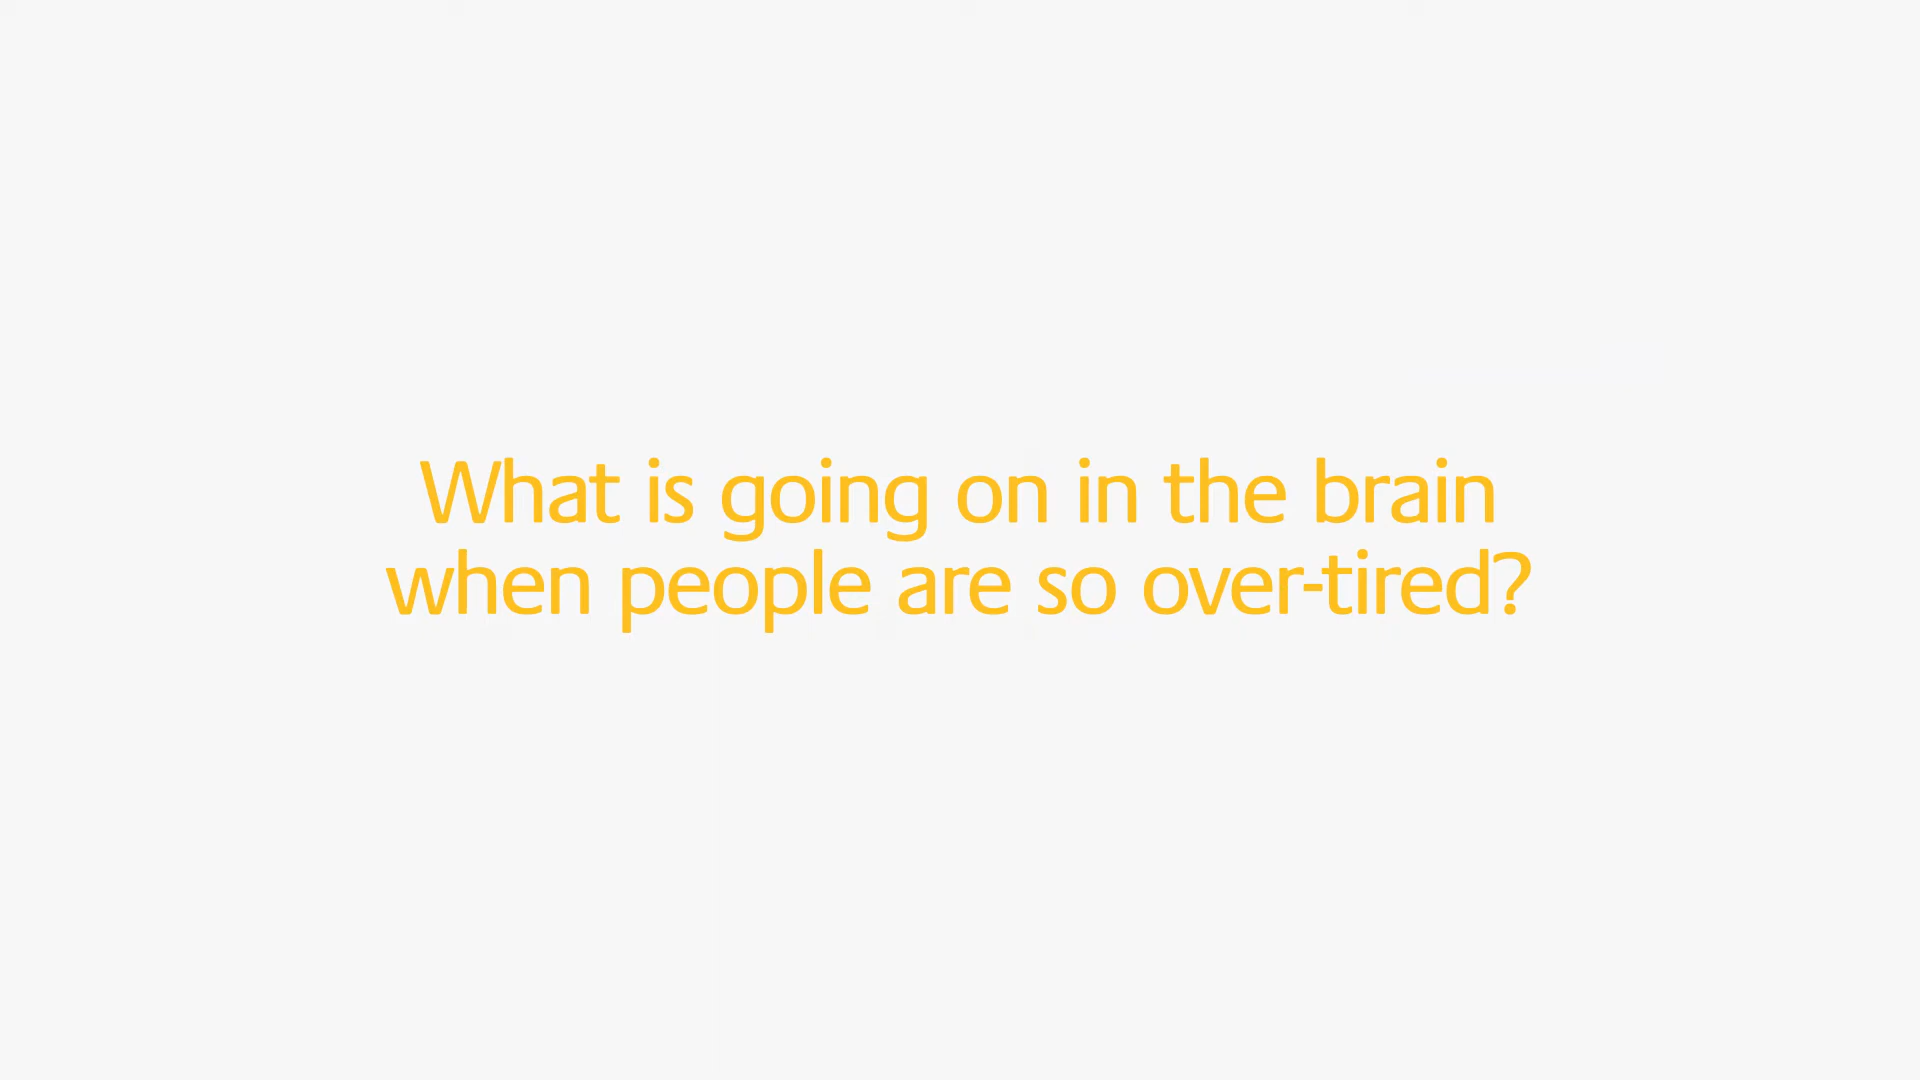 What is going on in the brain
when people are so over-tired?